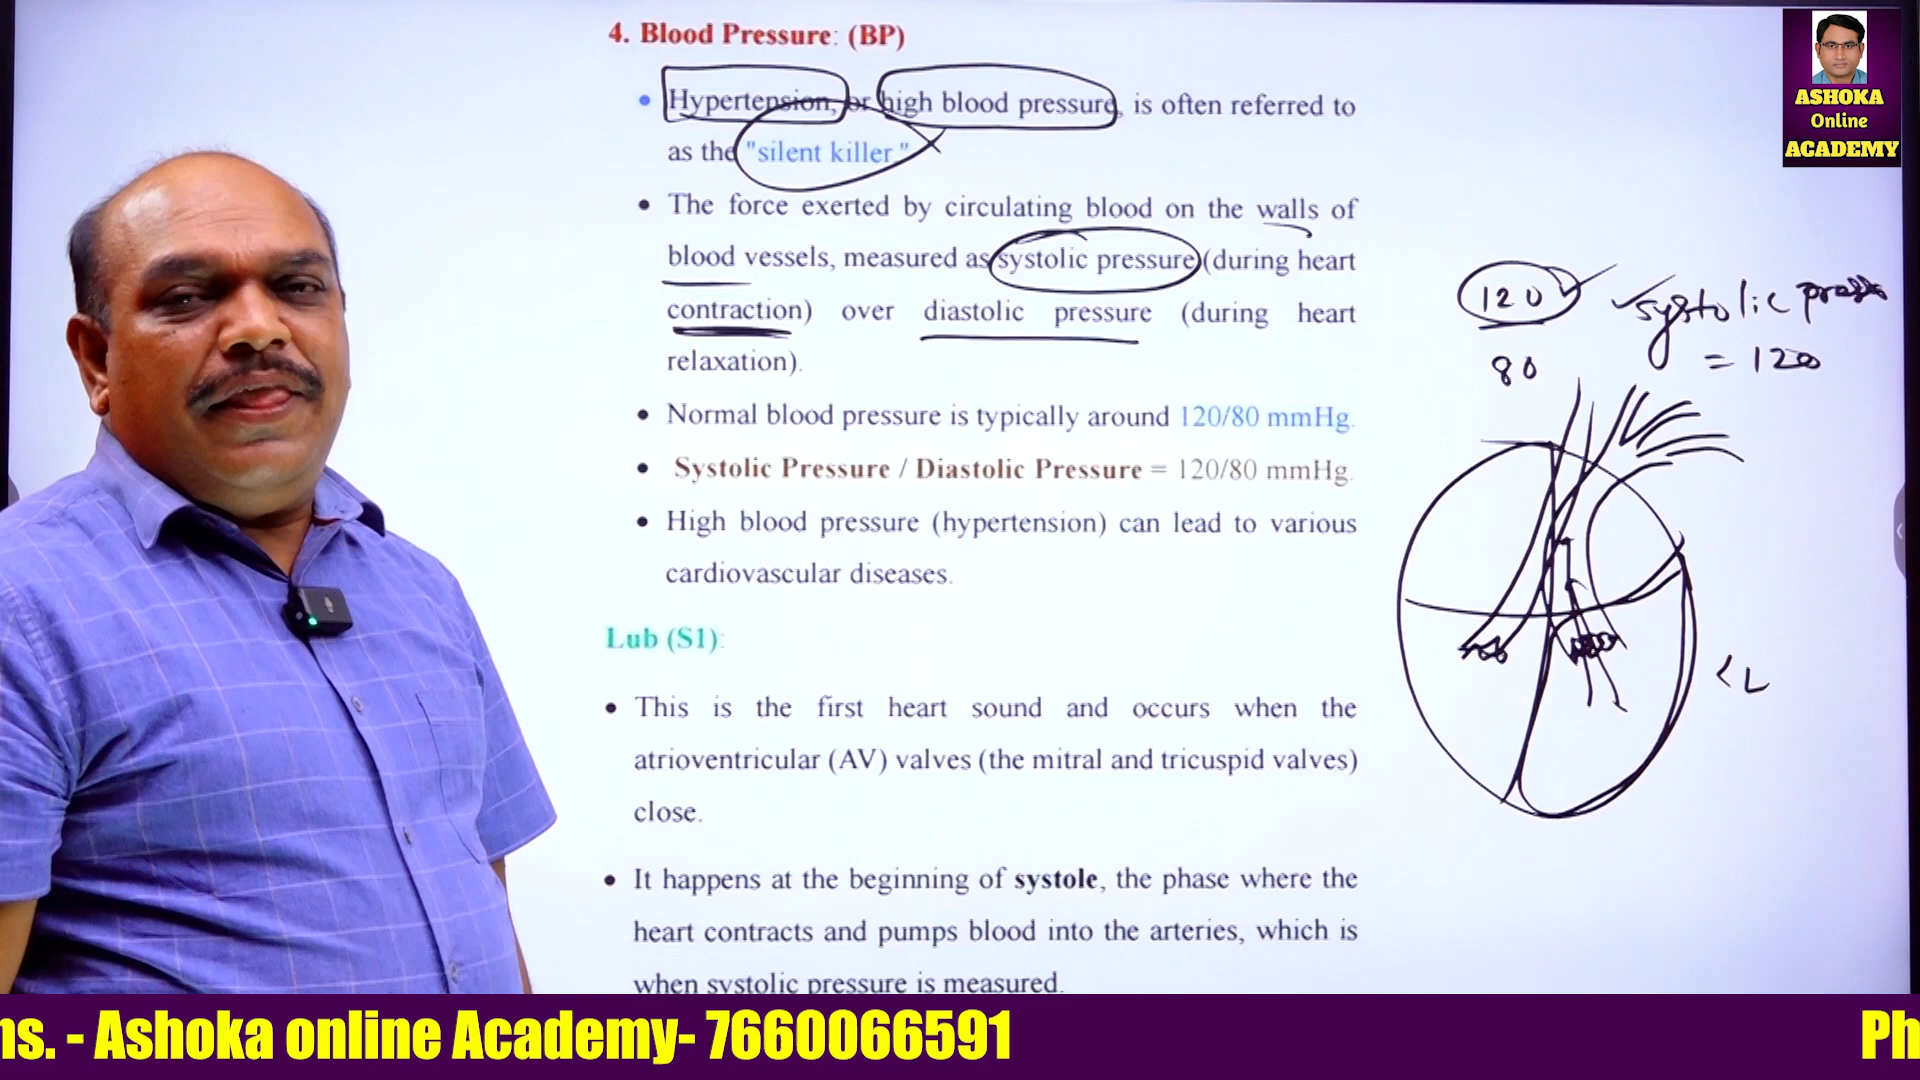 4. Blood Pressure: (BP)
• Hypertension, or high blood pressure, is often referred to
as the "silent killer."
• The force exerted by circulating blood on the walls of
blood vessels, measured as systolic pressure (during heart
contraction) over diastolic pressure (during heart
relaxation).
• Normal blood pressure is typically around 120/80 mmHg.
• Systolic Pressure / Diastolic Pressure = 120/80 mmHg.
• High blood pressure (hypertension) can lead to various
cardiovascular diseases.
Lub (S1):
• This is the first heart sound and occurs when the
atrioventricular (AV) valves (the mitral and tricuspid valves)
close.
• It happens at the beginning of systole, the phase where the
heart contracts and pumps blood into the arteries, which is
when systolic pressure is measured.
120
80
systolic
= 120
ASHOKA
Online
ACADEMY
ns. - Ashoka online Academy- 7660066591
Ph